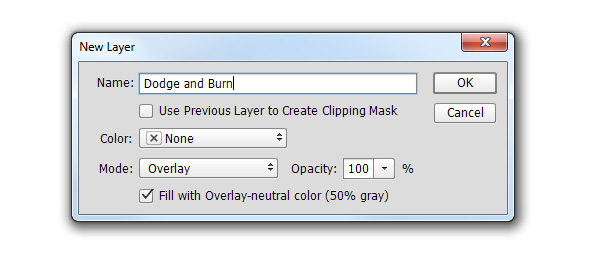 New Layer
Name: Dodge and Burn OK
Use Previous Layer to Create Clipping Mask Cancel
Color: None
Mode: Overlay Opacity: 100 %
Fill with Overlay-neutral color (50% gray)